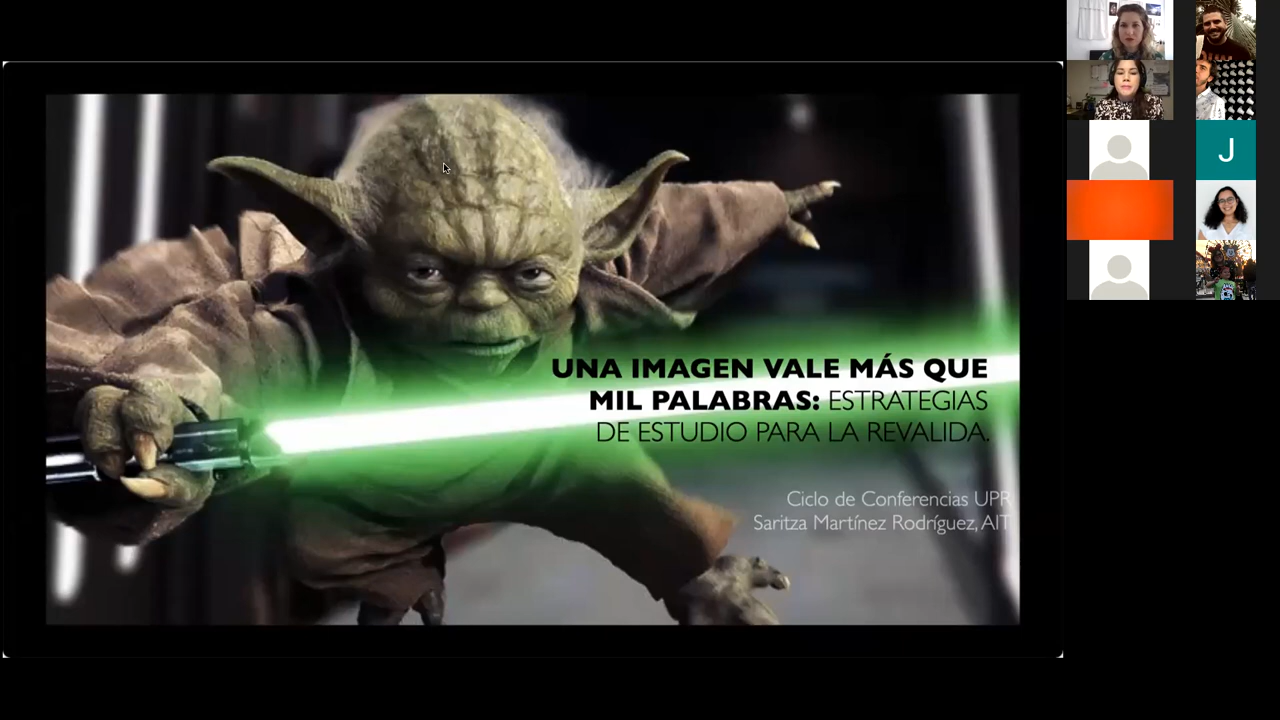 UNA IMAGEN VALE MÁS QUE
MIL PALABRAS: ESTRATEGIAS
DE ESTUDIO PARA LA REVALIDA.
Ciclo de Conferencias UPR
Saritza Martínez Rodríguez, AIT
J